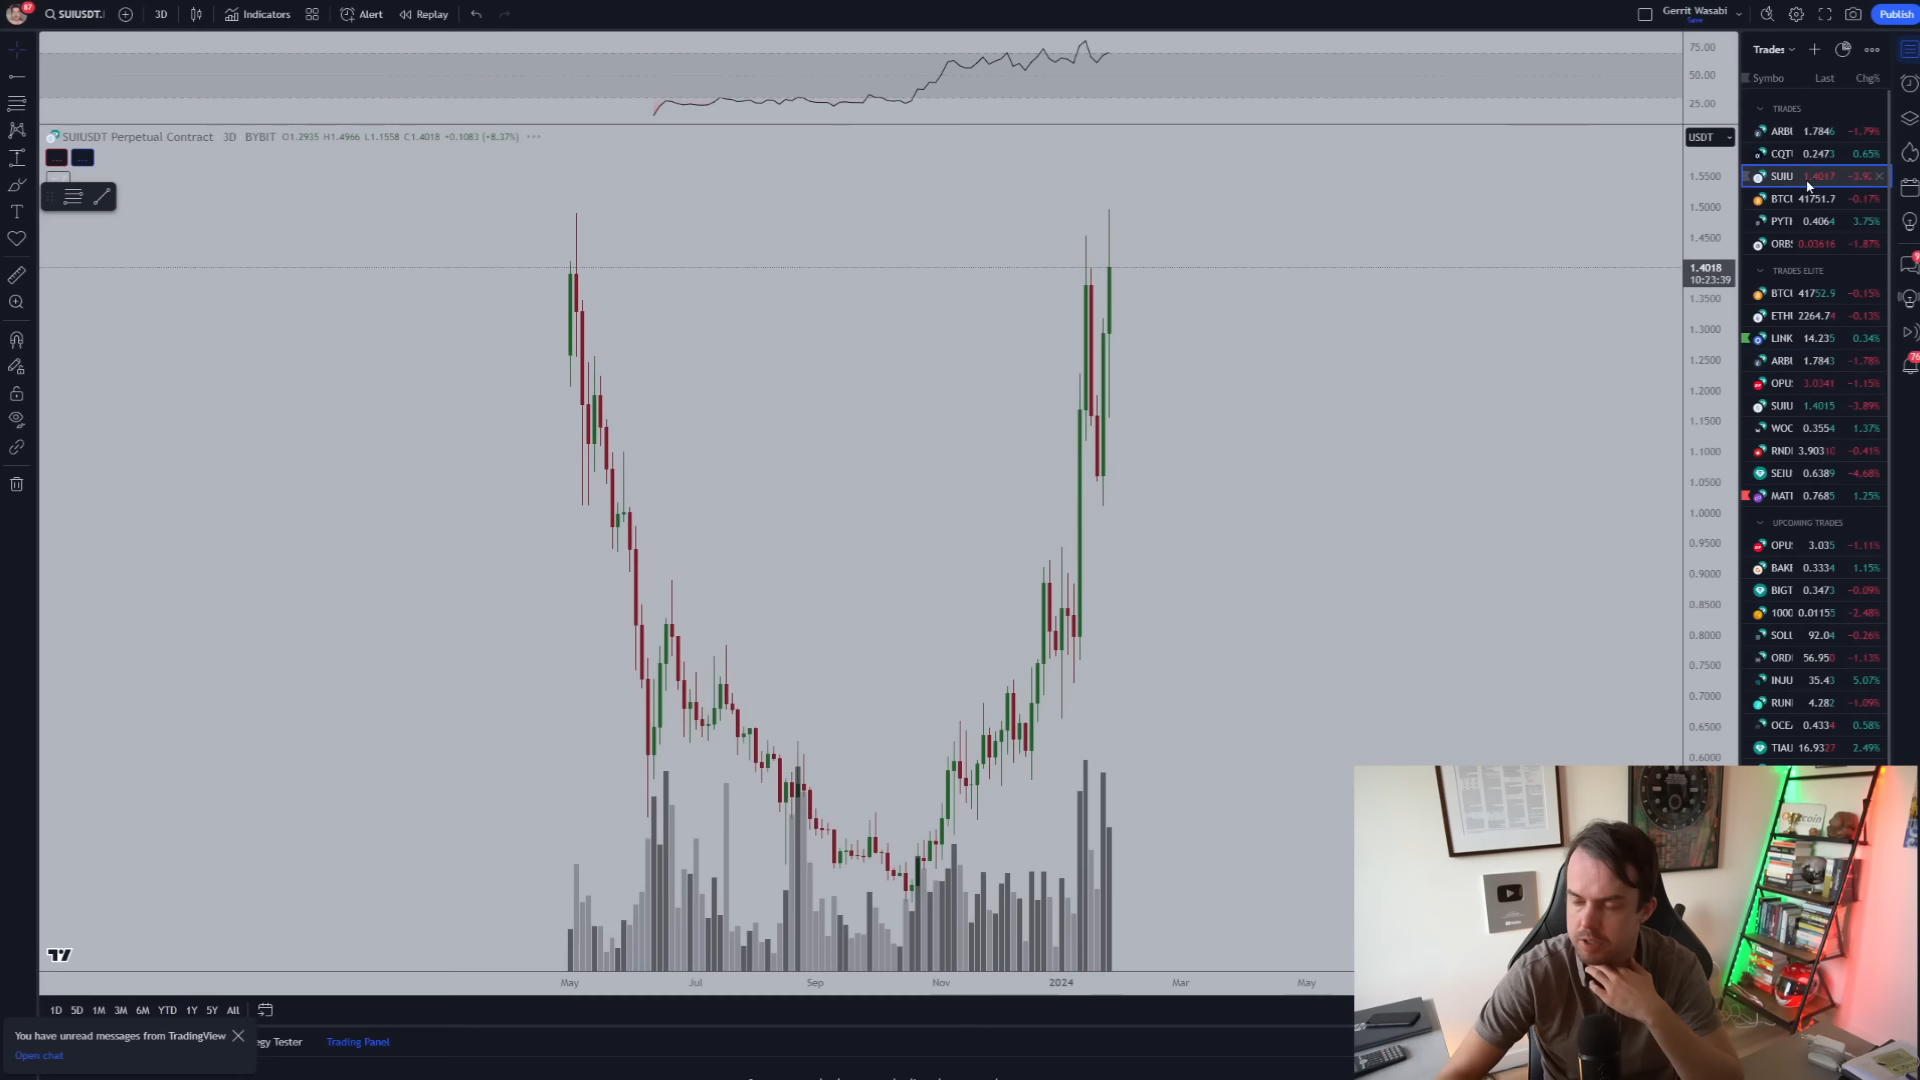 87
SUIUSDT.
3D
Indicators
Alert
Replay
Gerrit Wasabi
Save
Publish
75.00
50.00
25.00
SUIUSDT Perpetual Contract 3D BYBIT O1.2935 H1.4966 L1.1558 C1.4018 +0.1083 (+8.37%)
USDT
1.5500
1.5000
1.4500
1.4018
10:23:39
1.3500
1.3000
1.2500
1.2000
1.1500
1.1000
1.0500
1.0000
0.9500
0.9000
0.8500
0.8000
0.7500
0.7000
0.6500
0.6000
May
Jul
Sep
Nov
2024
Mar
May
1D 5D 1M 3M 6M YTD 1Y 5Y All
You have unread messages from TradingView
Open chat
egy Tester
Trading Panel
Trades
Symbo Last Chg%
TRADES
ARBI 1.7846 −1.79%
CQTI 0.2473 0.65%
SUIU 1.4017
BTCI 41751.7 −0.17%
PYTI 0.4064 3.75%
ORB: 0.03616 −1.87%
TRADES ELITE
BTCI 41752.9 −0.15%
ETHI 2264.74 −0.13%
LINK 14.235 0.34%
ARBI 1.7843 −1.78%
OPU: 3.0341 −1.15%
SUIU 1.4015 −3.89%
WOC 0.3554 1.37%
RNDI 3.90310 −0.41%
SEIU 0.6389 −4.68%
MATI 0.7685 1.25%
UPCOMING TRADES
OPU: 3.035 −1.11%
BAKE 0.3334 1.15%
BIGT 0.3473 −0.09%
1000 0.01155 −2.48%
SOLL 92.04 −0.26%
ORDI 56.950 −1.13%
INJU 35.43 5.07%
RUNI 4.282 −1.09%
OCEA 0.4334 0.58%
TIAU 16.9327 2.49%
76